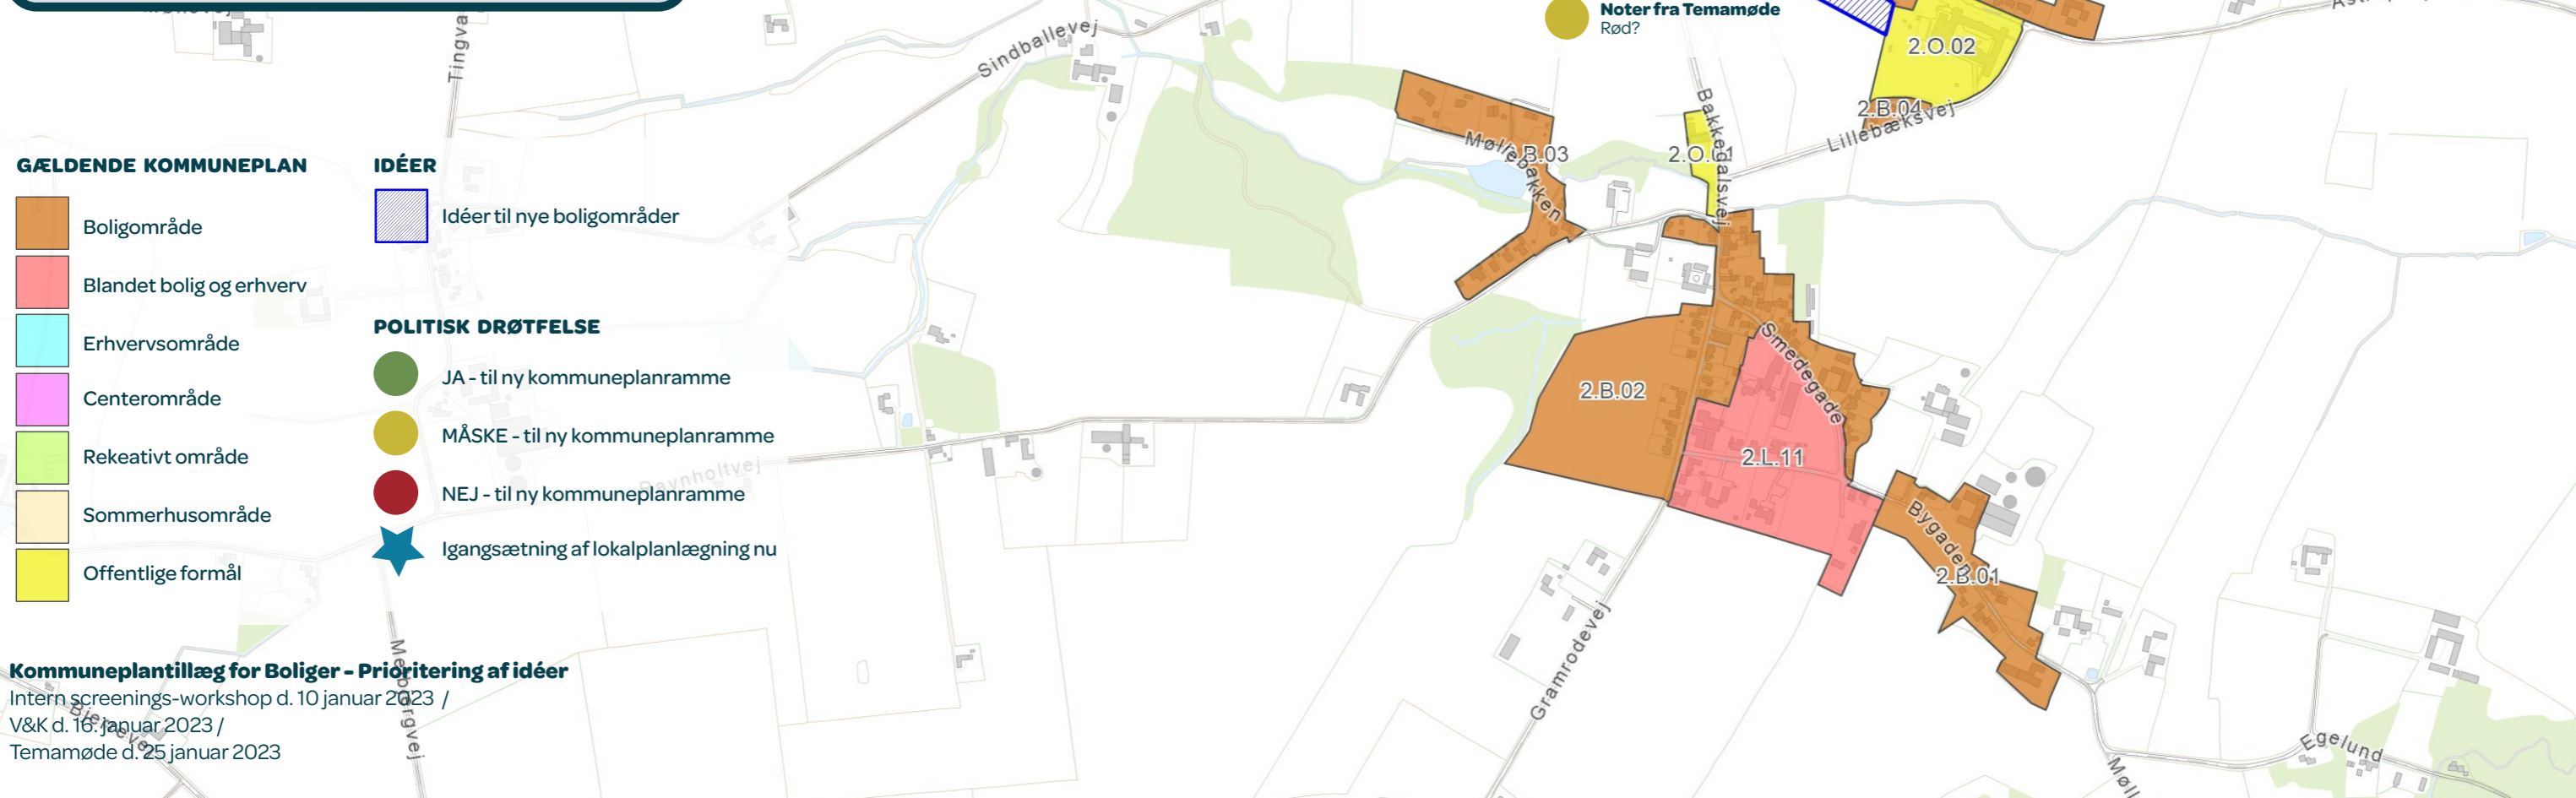 Noter fra Temamøde
Rød?
GÆLDENDE KOMMUNEPLAN
Boligområde
Blandet bolig og erhverv
Erhvervsområde
Centerområde
Rekeativt område
Sommerhusområde
Offentlige formål
IDÉER
Idéer til nye boligområder
POLITISK DRØTFELSE
JA - til ny kommuneplanramme
MÅSKE - til ny kommuneplanramme
NEJ - til ny kommuneplanramme
Igangsætning af lokalplanlægning nu
Kommuneplantillæg for Boliger - Prioritering af idéer
Intern screenings-workshop d. 10 januar 2023 /
V&K d. 16. januar 2023 /
Temamøde d. 25 januar 2023
Sindballevej
Møllebakken
B.03
Bakkedalsvej
2.O.01
2.O.02
2.B.04
Lillebæksvej
2.B.02
Smedegade
2.L.11
Bygaden
2.B.01
Gramrodevej
Ravnholtvej
Egelund